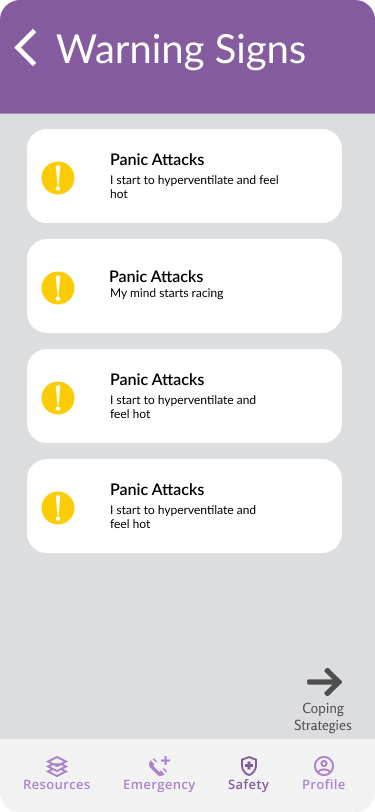 Warning Signs
Panic Attacks
I start to hyperventilate and feel
hot
Panic Attacks
My mind starts racing
Panic Attacks
I start to hyperventilate and
feel hot
Panic Attacks
I start to hyperventilate and
feel hot
Coping
Strategies
Resources Emergency Safety Profile